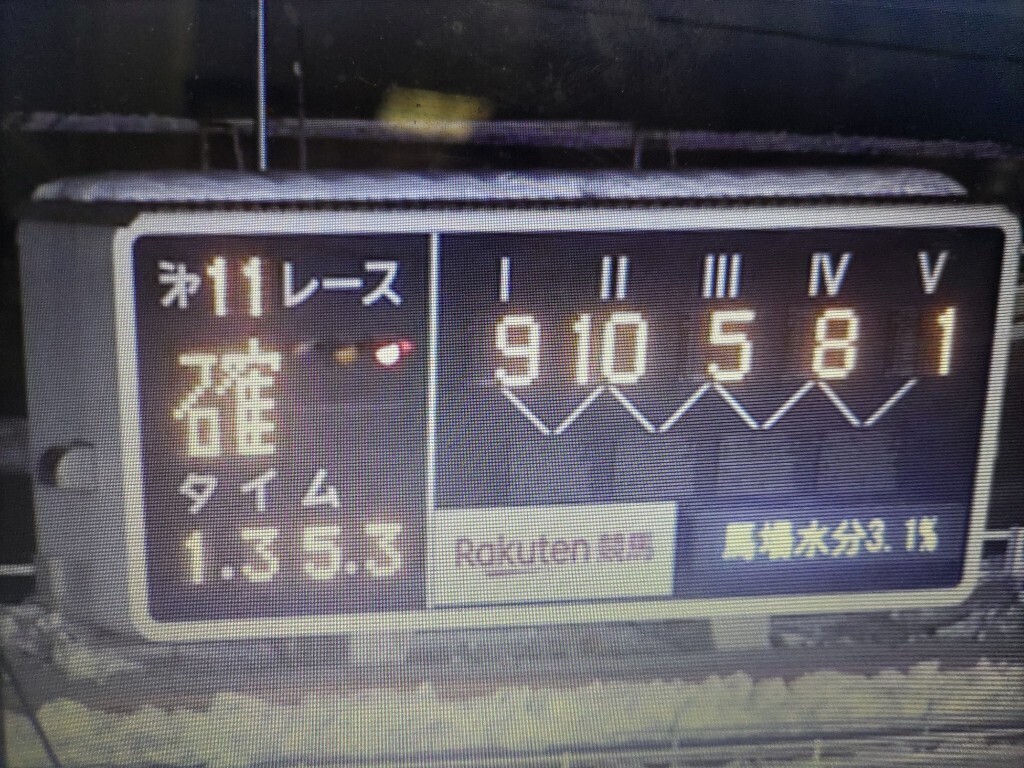 㐧11レース
確
タイム
1.35.3
I II III IV V
9 10 5 8 1
Rakuten 競馬
馬場水分3.1%